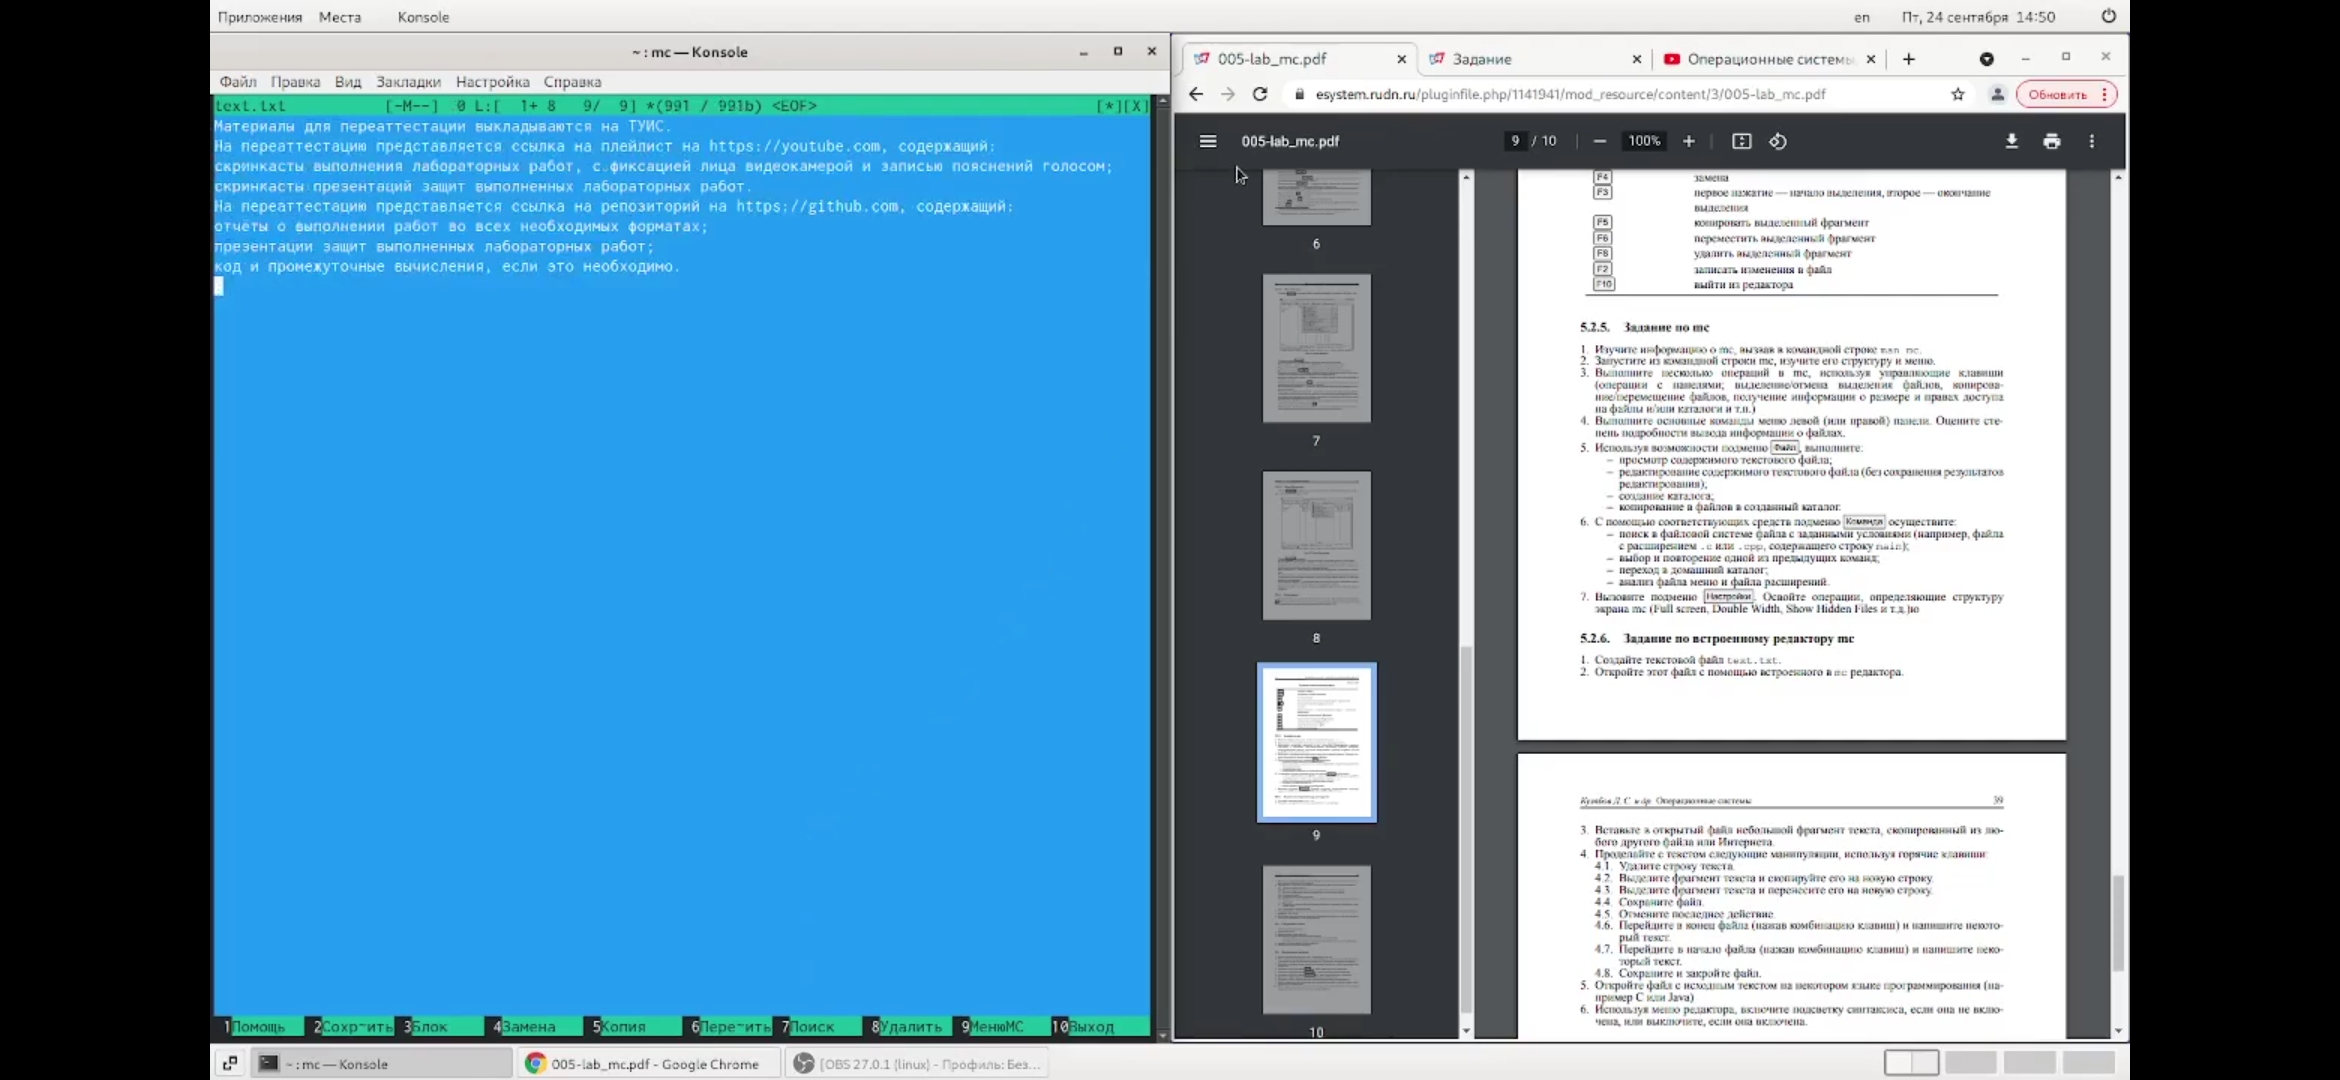 Приложения Места Konsole en Пт, 24 сентября 14:50
~ : mc — Konsole
Файл Правка Вид Закладки Настройка Справка
text.txt [-M--] 0 L:[ 1+ 8 9/ 9] *(991 / 991b) <EOF> [*][X]
Материалы для переаттестации выкладываются на ТУИС.
На переаттестацию представляется ссылка на плейлист на https://youtube.com, содержащий:
скринкасты выполнения лабораторных работ, с фиксацией лица видеокамерой и записью пояснений голосом;
скринкасты презентаций защит выполненных лабораторных работ.
На переаттестацию представляется ссылка на репозиторий на https://github.com, содержащий:
отчёты о выполнении работ во всех необходимых форматах;
презентации защит выполненных лабораторных работ;
код и промежуточные вычисления, если это необходимо.
1Помощь 2Сохр~ить 3Блок 4Замена 5Копия 6Пере~ить 7Поиск 8Удалить 9МенюМС 10Выход
005-lab_mc.pdf Задание Операционные системы
esystem.rudn.ru/pluginfile.php/1141941/mod_resource/content/3/005-lab_mc.pdf Обновить
005-lab_mc.pdf 9 / 10 100%
6
7
8
9
10
F4 замена
F3 первое нажатие — начало выделения, второе — окончание
выделения
F5 копировать выделенный фрагмент
F6 переместить выделенный фрагмент
F8 удалить выделенный фрагмент
F2 записать изменения в файл
F10 выйти из редактора
5.2.5. Задание по mc
1. Изучите информацию о mc, вызвав в командной строке man mc.
2. Запустите из командной строки mc, изучите его структуру и меню.
3. Выполните несколько операций в mc, используя управляющие клавиши
(операции с панелями; выделение/отмена выделения файлов, копирова-
ние/перемещение файлов, получение информации о размере и правах доступа
на файлы и/или каталоги и т.п.)
4. Выполните основные команды меню левой (или правой) панели. Оцените сте-
пень подробности вывода информации о файлах.
5. Используя возможности подменю Файл, выполните:
– просмотр содержимого текстового файла;
– редактирование содержимого текстового файла (без сохранения результатов
редактирования);
– создание каталога;
– копирование в файлов в созданный каталог.
6. С помощью соответствующих средств подменю Команда осуществите:
– поиск в файловой системе файла с заданными условиями (например, файла
с расширением .c или .cpp, содержащего строку main);
– выбор и повторение одной из предыдущих команд;
– переход в домашний каталог;
– анализ файла меню и файла расширений.
7. Вызовите подменю Настройки. Освойте операции, определяющие структуру
экрана mc (Full screen, Double Width, Show Hidden Files и т.д.)ю
5.2.6. Задание по встроенному редактору mc
1. Создайте текстовой файл text.txt.
2. Откройте этот файл с помощью встроенного в mc редактора.
Кулябов Д. С. и др. Операционные системы 39
3. Вставьте в открытый файл небольшой фрагмент текста, скопированный из лю-
бого другого файла или Интернета.
4. Проделайте с текстом следующие манипуляции, используя горячие клавиши:
4.1. Удалите строку текста.
4.2. Выделите фрагмент текста и скопируйте его на новую строку.
4.3. Выделите фрагмент текста и перенесите его на новую строку.
4.4. Сохраните файл.
4.5. Отмените последнее действие.
4.6. Перейдите в конец файла (нажав комбинацию клавиш) и напишите некото-
рый текст.
4.7. Перейдите в начало файла (нажав комбинацию клавиш) и напишите неко-
торый текст.
4.8. Сохраните и закройте файл.
5. Откройте файл с исходным текстом на некотором языке программирования (на-
пример C или Java)
6. Используя меню редактора, включите подсветку синтаксиса, если она не вклю-
чена, или выключите, если она включена.
~ : mc — Konsole 005-lab_mc.pdf - Google Chrome [OBS 27.0.1 (linux) - Профиль: Без...